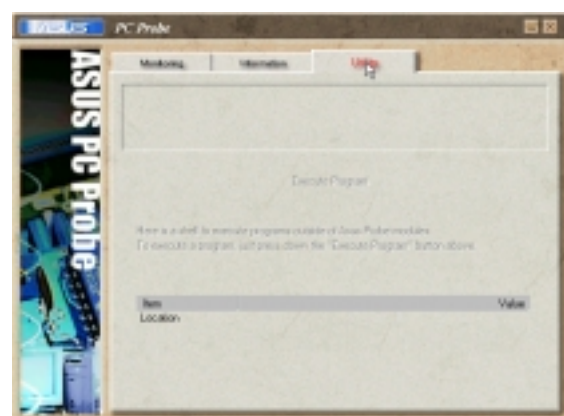 ASUS PC Probe
Monitoring Information Utility
Execute Program
Here is a shell to execute programs outside of Asus Probe modules.
To execute a program, just press down the "Execute Program" button above.
Item Value
Location
ASUS PC Probe